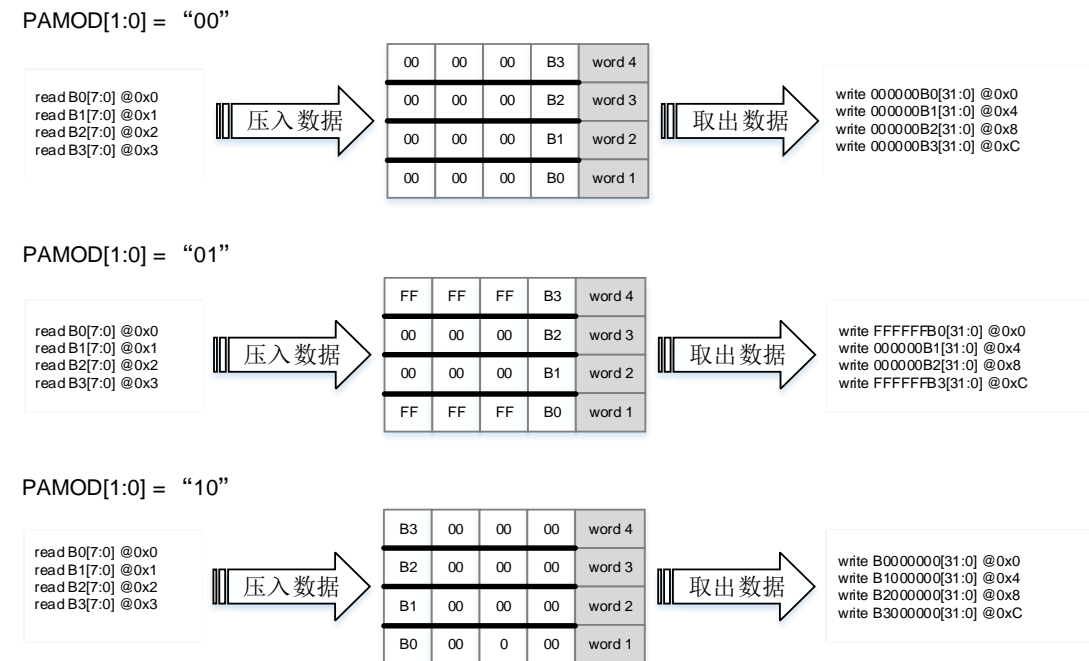 PAMOD[1:0] = “00”
read B0[7:0] @0x0
read B1[7:0] @0x1
read B2[7:0] @0x2
read B3[7:0] @0x3
压入数据
00 00 00 B3 word 4
00 00 00 B2 word 3
00 00 00 B1 word 2
00 00 00 B0 word 1
取出数据
write 000000B0[31:0] @0x0
write 000000B1[31:0] @0x4
write 000000B2[31:0] @0x8
write 000000B3[31:0] @0xC
PAMOD[1:0] = “01”
read B0[7:0] @0x0
read B1[7:0] @0x1
read B2[7:0] @0x2
read B3[7:0] @0x3
压入数据
FF FF FF B3 word 4
00 00 00 B2 word 3
00 00 00 B1 word 2
FF FF FF B0 word 1
取出数据
write FFFFFFB0[31:0] @0x0
write 000000B1[31:0] @0x4
write 000000B2[31:0] @0x8
write FFFFFFB3[31:0] @0xC
PAMOD[1:0] = “10”
read B0[7:0] @0x0
read B1[7:0] @0x1
read B2[7:0] @0x2
read B3[7:0] @0x3
压入数据
B3 00 00 00 word 4
B2 00 00 00 word 3
B1 00 00 00 word 2
B0 00 0 00 word 1
取出数据
write B0000000[31:0] @0x0
write B1000000[31:0] @0x4
write B2000000[31:0] @0x8
write B3000000[31:0] @0xC